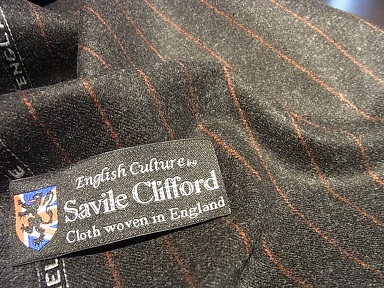 English Culture by
Savile Clifford
Cloth woven in England